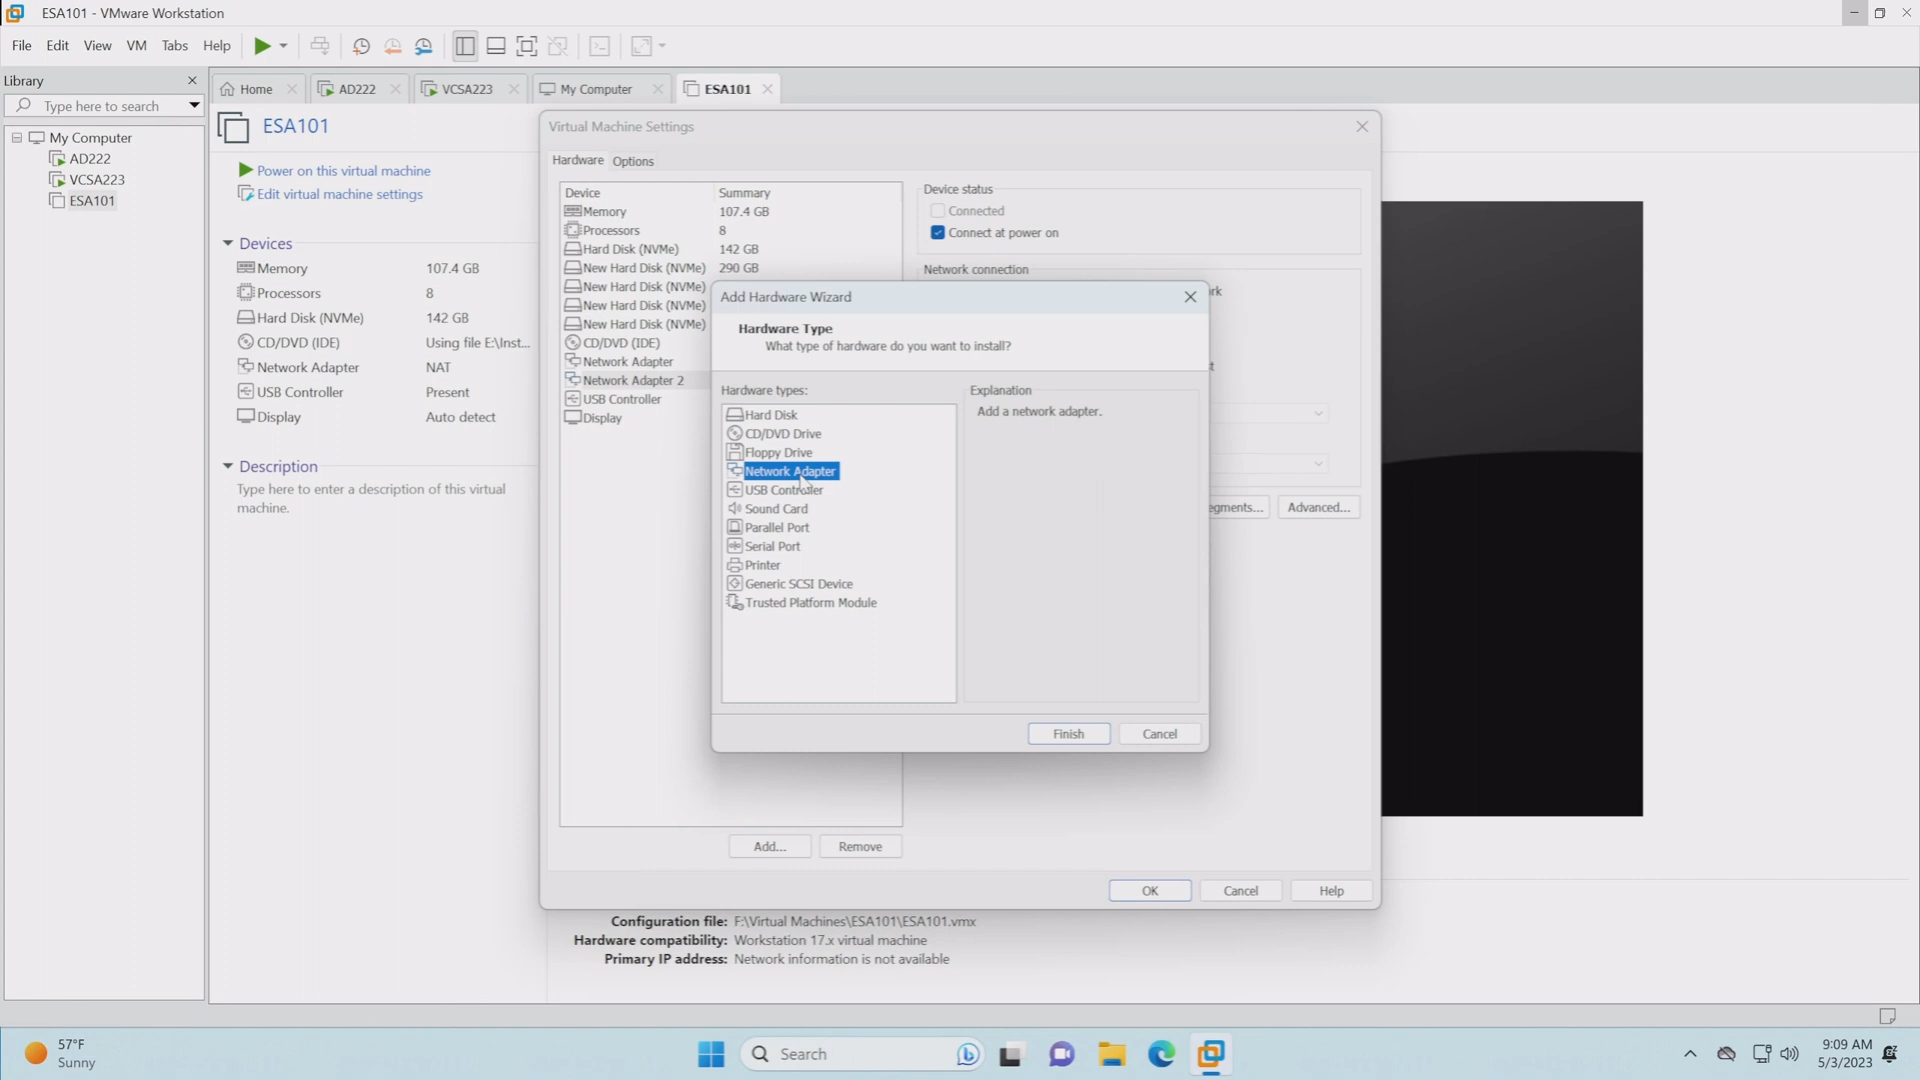 ESA101 - VMware Workstation
File Edit View VM Tabs Help
Library
Type here to search
Home
AD222
VCSA223
My Computer
ESA101
My Computer
AD222
VCSA223
ESA101
ESA101
Power on this virtual machine
Edit virtual machine settings
Devices
Memory 107.4 GB
Processors 8
Hard Disk (NVMe) 142 GB
CD/DVD (IDE) Using file E:\Inst...
Network Adapter NAT
USB Controller Present
Display Auto detect
Description
Type here to enter a description of this virtual
machine.
Virtual Machine Settings
Hardware Options
Device Summary
Memory 107.4 GB
Processors 8
Hard Disk (NVMe) 142 GB
New Hard Disk (NVMe) 290 GB
New Hard Disk (NVMe)
New Hard Disk (NVMe)
New Hard Disk (NVMe)
CD/DVD (IDE)
Network Adapter
Network Adapter 2
USB Controller
Display
Add... Remove
Device status
Connected
Connect at power on
Network connection
rk
t
egments... Advanced...
OK Cancel Help
Add Hardware Wizard
Hardware Type
What type of hardware do you want to install?
Hardware types:
Hard Disk
CD/DVD Drive
Floppy Drive
Network Adapter
USB Controller
Sound Card
Parallel Port
Serial Port
Printer
Generic SCSI Device
Trusted Platform Module
Explanation
Add a network adapter.
Finish Cancel
Configuration file: F:\Virtual Machines\ESA101\ESA101.vmx
Hardware compatibility: Workstation 17.x virtual machine
Primary IP address: Network information is not available
57°F
Sunny
Search
9:09 AM
5/3/2023